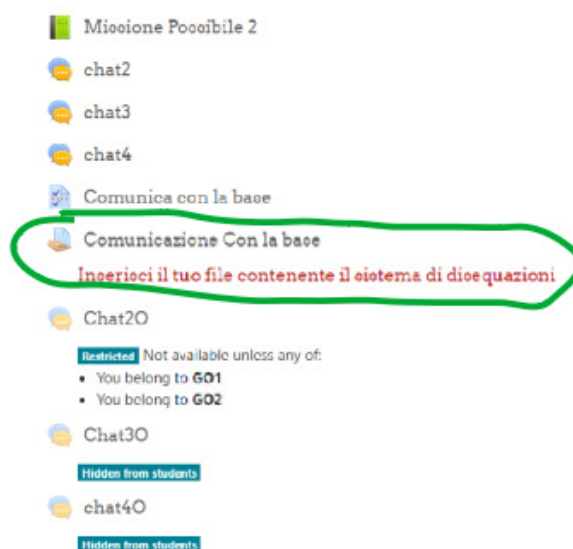 Missione Possibile 2
chat2
chat3
chat4
Comunica con la base
Comunicazione Con la base
Inserisci il tuo file contenente il sistema di disequazioni
Chat2O
Restricted Not available unless any of:
• You belong to GO1
• You belong to GO2
Chat3O
Hidden from students
chat4O
Hidden from students